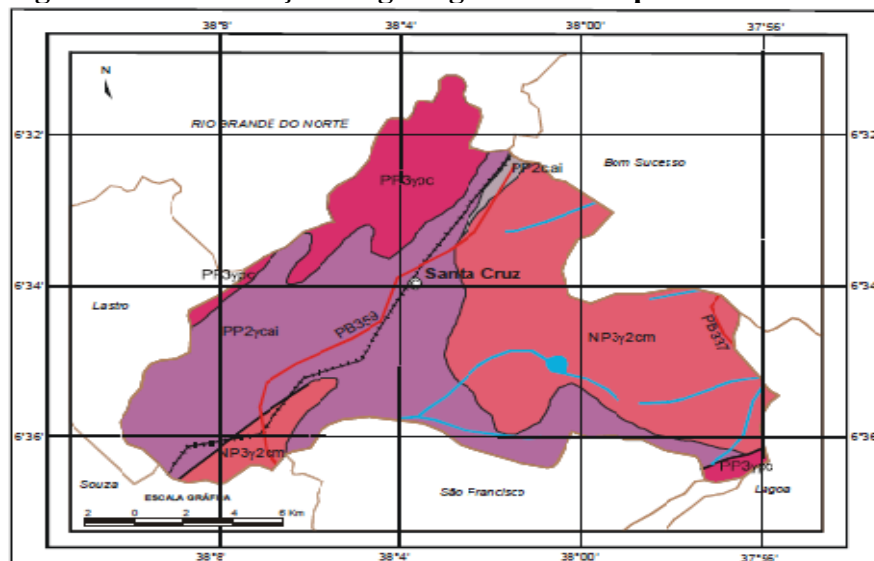 38°8'
38°4'
38°00'
37°56'
N
RIO GRANDE DO NORTE
6°32'
6°32'
Bom Sucesso
PP2cai
PP3γpc
PP3γpc
6°34'
Santa Cruz
6°34'
Lastro
PB359
PB337
PP2γcai
NP3γ2cm
6°36'
6°36'
NP3γ2cm
PP3γpc
Souza
São Francisco
Lagoa
ESCALA GRÁFICA
2 0 2 4 6 Km
38°8'
38°4'
38°00'
37°56'